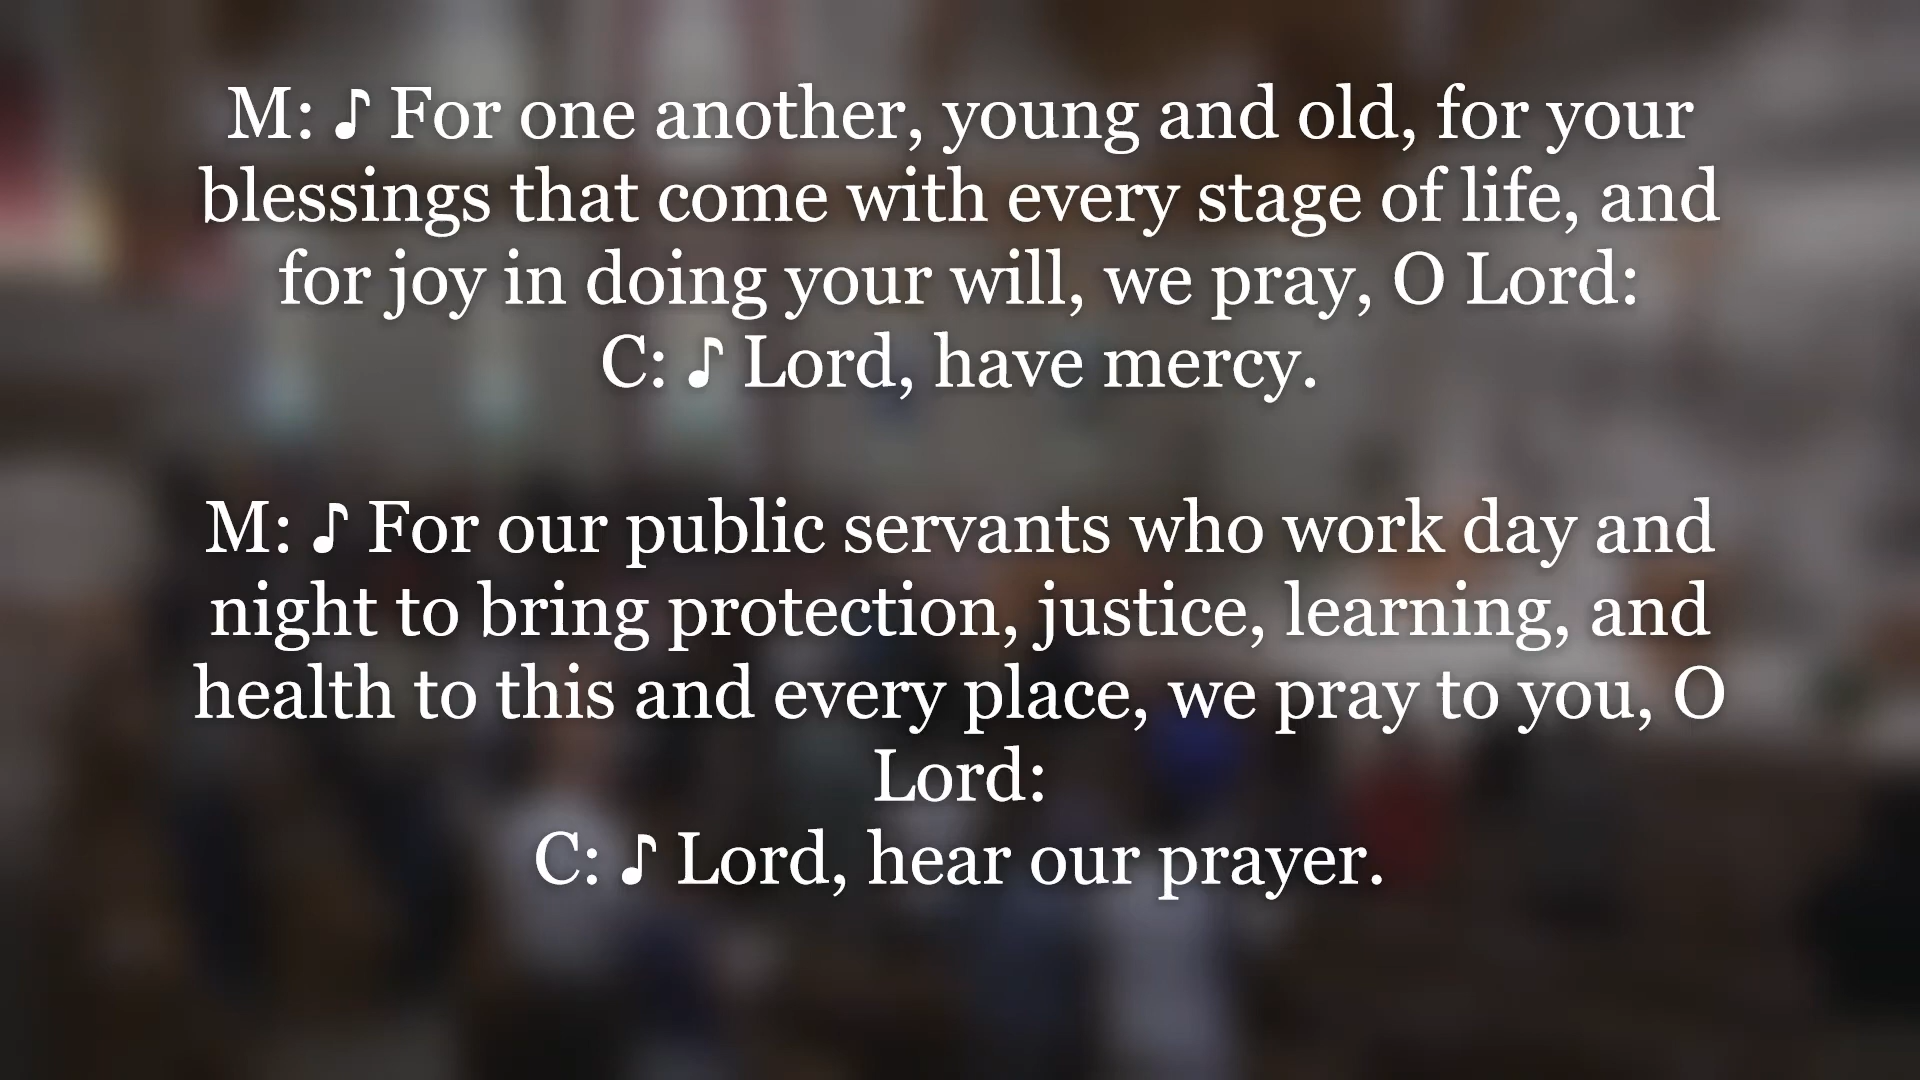 M: ♪ For one another, young and old, for your
blessings that come with every stage of life, and
for joy in doing your will, we pray, O Lord:
C: ♪ Lord, have mercy.
M: ♪ For our public servants who work day and
night to bring protection, justice, learning, and
health to this and every place, we pray to you, O
Lord:
C: ♪ Lord, hear our prayer.